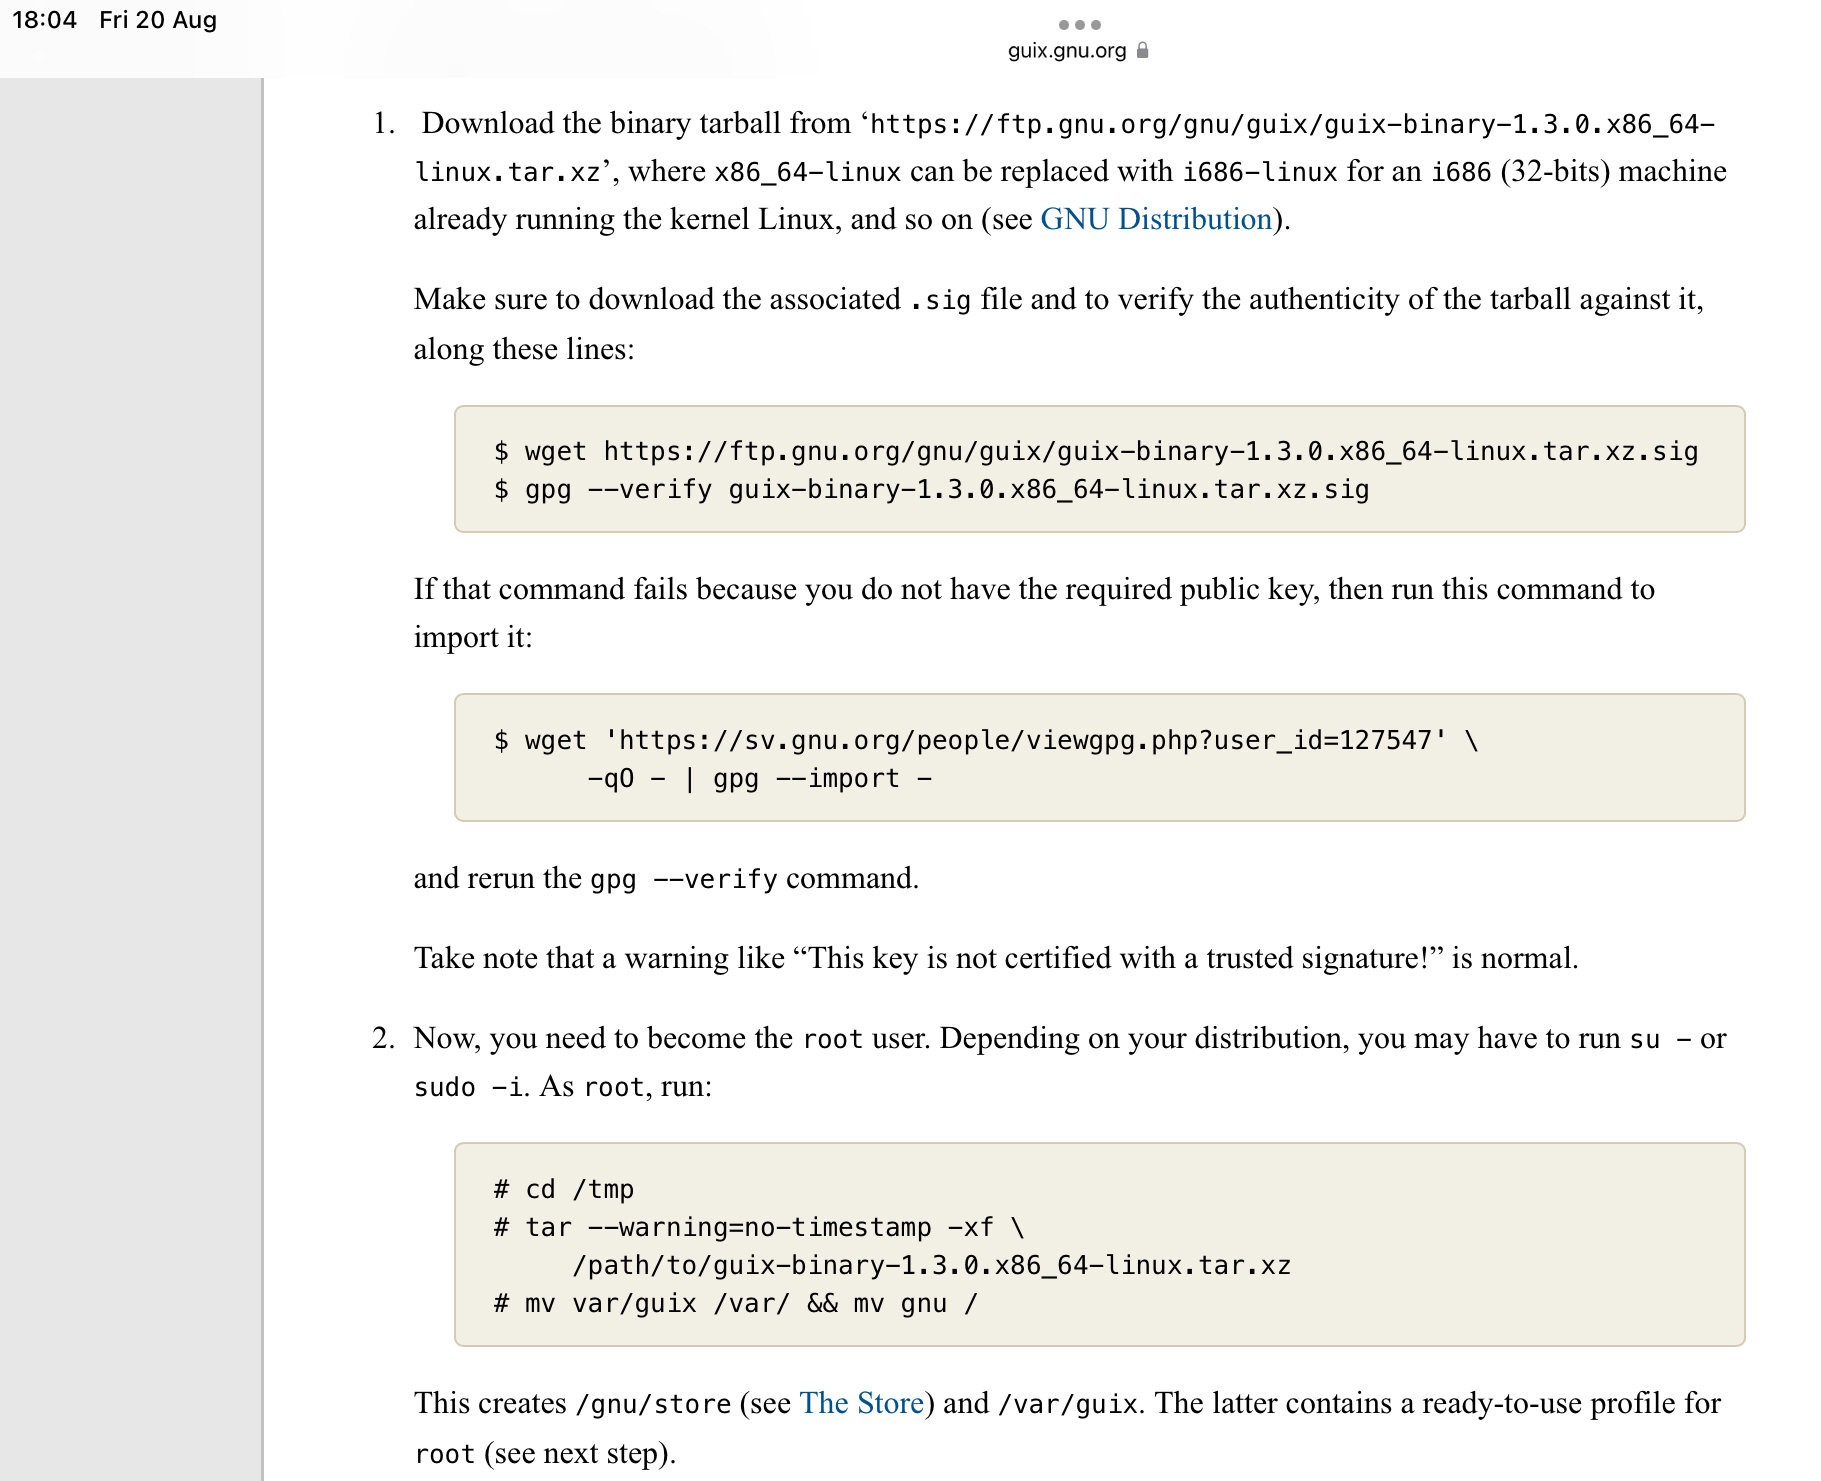 18:04 Fri 20 Aug
guix.gnu.org
1. Download the binary tarball from ‘https://ftp.gnu.org/gnu/guix/guix-binary-1.3.0.x86_64-
linux.tar.xz’, where x86_64-linux can be replaced with i686-linux for an i686 (32-bits) machine
already running the kernel Linux, and so on (see GNU Distribution).
Make sure to download the associated .sig file and to verify the authenticity of the tarball against it,
along these lines:
$ wget https://ftp.gnu.org/gnu/guix/guix-binary-1.3.0.x86_64-linux.tar.xz.sig
$ gpg --verify guix-binary-1.3.0.x86_64-linux.tar.xz.sig
If that command fails because you do not have the required public key, then run this command to
import it:
$ wget 'https://sv.gnu.org/people/viewgpg.php?user_id=127547' \
-qO - | gpg --import -
and rerun the gpg --verify command.
Take note that a warning like “This key is not certified with a trusted signature!” is normal.
2. Now, you need to become the root user. Depending on your distribution, you may have to run su - or
sudo -i. As root, run:
# cd /tmp
# tar --warning=no-timestamp -xf \
/path/to/guix-binary-1.3.0.x86_64-linux.tar.xz
# mv var/guix /var/ && mv gnu /
This creates /gnu/store (see The Store) and /var/guix. The latter contains a ready-to-use profile for
root (see next step).